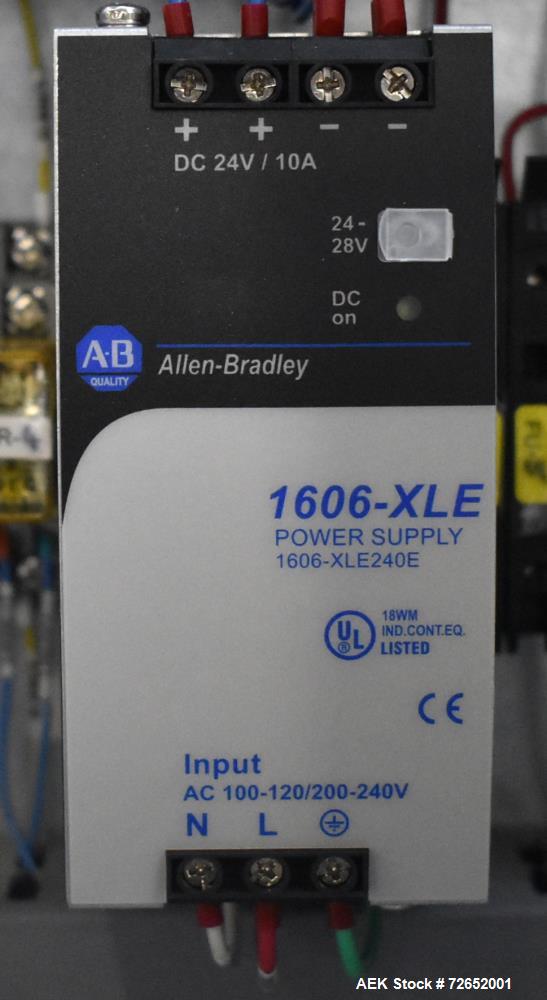 + + − −
DC 24V / 10A
24 -
28V
DC
on
A-B
QUALITY
Allen-Bradley
R-4
1606-XLE
POWER SUPPLY
1606-XLE240E
UL
®
18WM
IND.CONT.EQ.
LISTED
CE
Input
AC 100-120/200-240V
N L
AEK Stock # 72652001